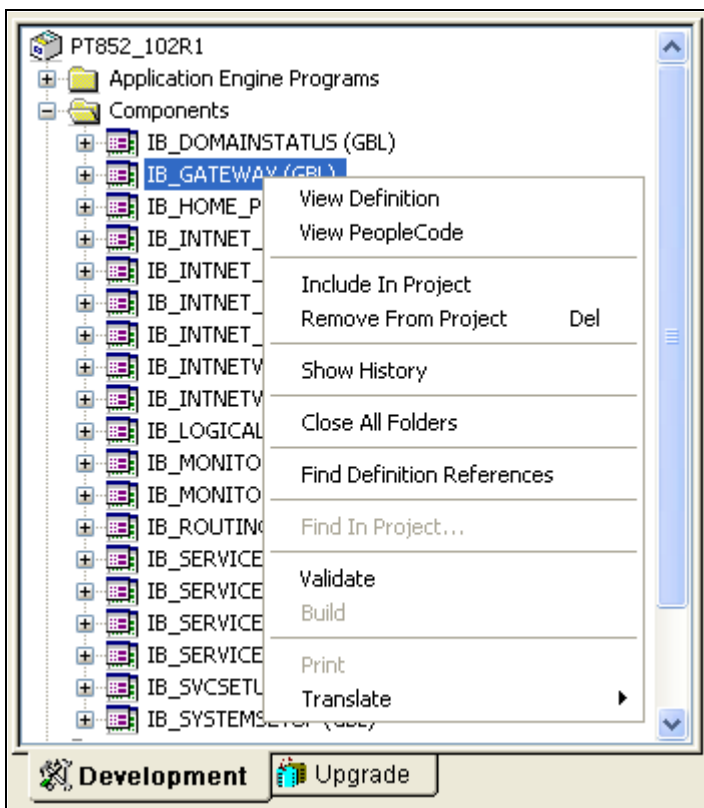 PT852_102R1
Application Engine Programs
Components
IB_DOMAINSTATUS (GBL)
IB_GATEWAY (GBL)
IB_HOME_P
IB_INTNET_
IB_INTNET_
IB_INTNET_
IB_INTNET_
IB_INTNETV
IB_INTNETV
IB_LOGICAL
IB_MONITO
IB_MONITO
IB_ROUTING
IB_SERVICE
IB_SERVICE
IB_SERVICE
IB_SERVICE
IB_SVCSETU
IB_SYSTEMSETUP (GBL)
View Definition
View PeopleCode
Include In Project
Remove From Project Del
Show History
Close All Folders
Find Definition References
Find In Project...
Validate
Build
Print
Translate
Development
Upgrade